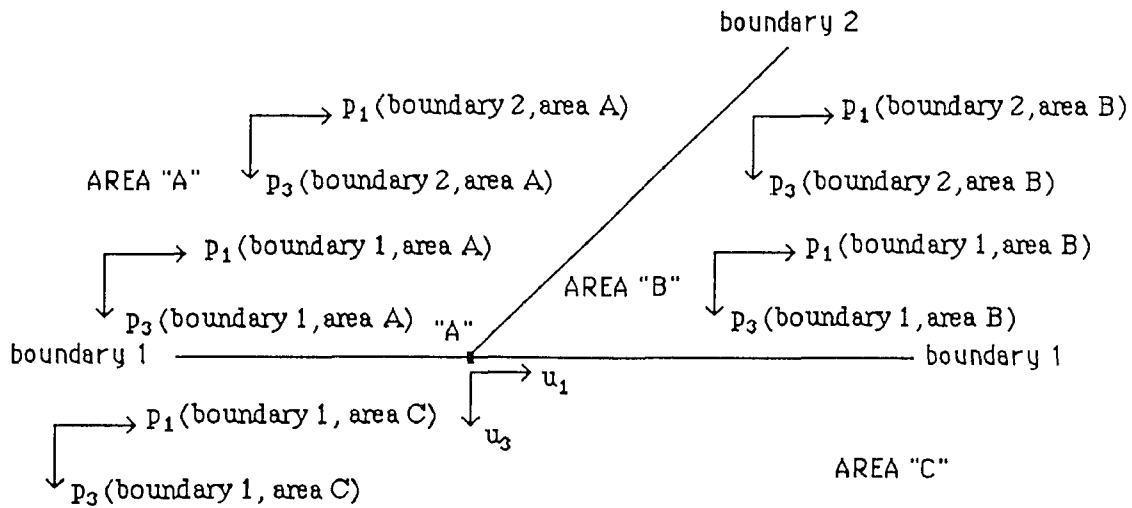 boundary 2
p₁(boundary 2, area A)
p₁(boundary 2, area B)
AREA "A"
p₃(boundary 2, area A)
p₃(boundary 2, area B)
p₁(boundary 1, area A)
p₁(boundary 1, area B)
AREA "B"
p₃(boundary 1, area A)
"A"
p₃(boundary 1, area B)
boundary 1
boundary 1
u₁
p₁(boundary 1, area C)
u₃
AREA "C"
p₃(boundary 1, area C)